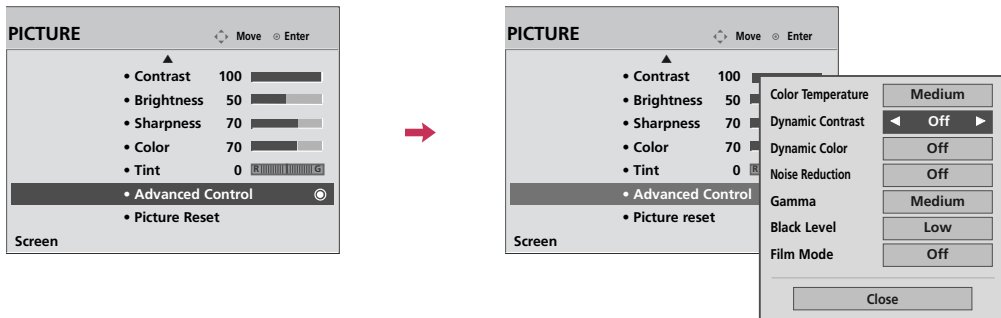 PICTURE Move Enter
• Contrast 100
• Brightness 50
• Sharpness 70
• Color 70
• Tint 0 R G
• Advanced Control
• Picture Reset
Screen
PICTURE Move Enter
• Contrast 100
• Brightness 50
• Sharpness 70
• Color 70
• Tint 0 R
• Advanced Control
• Picture reset
Screen
Color Temperature Medium
Dynamic Contrast Off
Dynamic Color Off
Noise Reduction Off
Gamma Medium
Black Level Low
Film Mode Off
Close